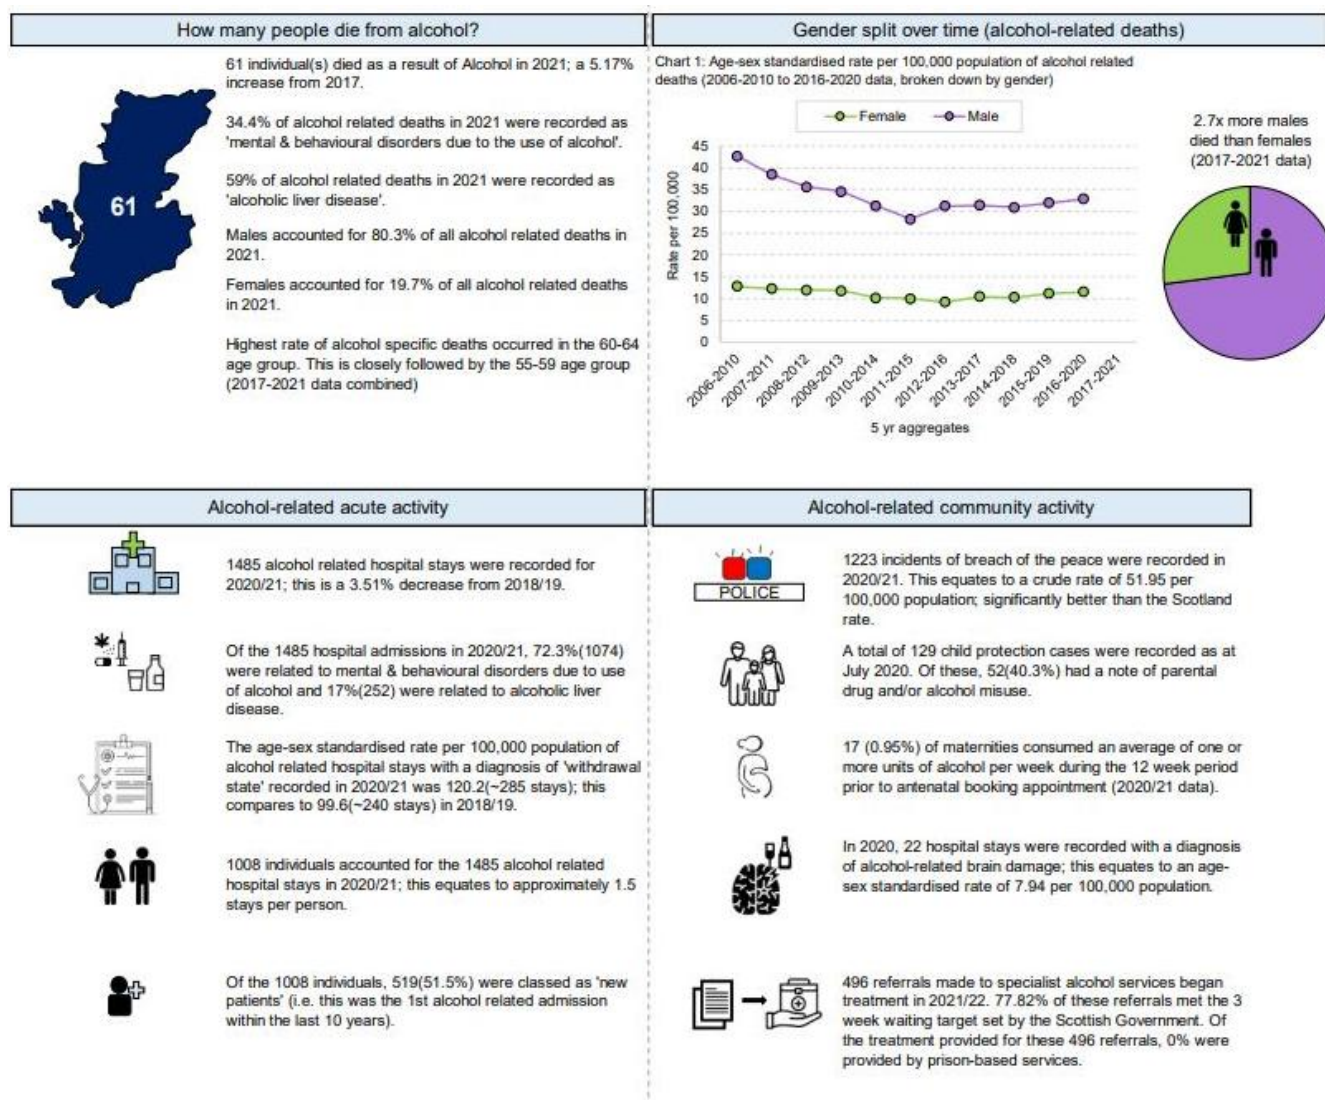 How many people die from alcohol?
61 individual(s) died as a result of Alcohol in 2021; a 5.17%
increase from 2017.
34.4% of alcohol related deaths in 2021 were recorded as
'mental & behavioural disorders due to the use of alcohol'.
59% of alcohol related deaths in 2021 were recorded as
'alcoholic liver disease'.
61
Males accounted for 80.3% of all alcohol related deaths in
2021.
Females accounted for 19.7% of all alcohol related deaths
in 2021.
Highest rate of alcohol specific deaths occurred in the 60-64
age group. This is closely followed by the 55-59 age group
(2017-2021 data combined)
Gender split over time (alcohol-related deaths)
Chart 1: Age-sex standardised rate per 100,000 population of alcohol related
deaths (2006-2010 to 2016-2020 data, broken down by gender)
Female Male
Rate per 100,000
45
40
35
30
25
20
15
10
5
0
2006-2010
2007-2011
2008-2012
2009-2013
2010-2014
2011-2015
2012-2016
2013-2017
2014-2018
2015-2019
2016-2020
2017-2021
5 yr aggregates
2.7x more males
died than females
(2017-2021 data)
Alcohol-related acute activity
1485 alcohol related hospital stays were recorded for
2020/21; this is a 3.51% decrease from 2018/19.
Of the 1485 hospital admissions in 2020/21, 72.3%(1074)
were related to mental & behavioural disorders due to use
of alcohol and 17%(252) were related to alcoholic liver
disease.
The age-sex standardised rate per 100,000 population of
alcohol related hospital stays with a diagnosis of 'withdrawal
state' recorded in 2020/21 was 120.2(~285 stays); this
compares to 99.6(~240 stays) in 2018/19.
1008 individuals accounted for the 1485 alcohol related
hospital stays in 2020/21; this equates to approximately 1.5
stays per person.
Of the 1008 individuals, 519(51.5%) were classed as 'new
patients' (i.e. this was the 1st alcohol related admission
within the last 10 years).
Alcohol-related community activity
POLICE
1223 incidents of breach of the peace were recorded in
2020/21. This equates to a crude rate of 51.95 per
100,000 population; significantly better than the Scotland
rate.
A total of 129 child protection cases were recorded as at
July 2020. Of these, 52(40.3%) had a note of parental
drug and/or alcohol misuse.
17 (0.95%) of maternities consumed an average of one or
more units of alcohol per week during the 12 week period
prior to antenatal booking appointment (2020/21 data).
In 2020, 22 hospital stays were recorded with a diagnosis
of alcohol-related brain damage; this equates to an age-
sex standardised rate of 7.94 per 100,000 population.
496 referrals made to specialist alcohol services began
treatment in 2021/22. 77.82% of these referrals met the 3
week waiting target set by the Scottish Government. Of
the treatment provided for these 496 referrals, 0% were
provided by prison-based services.